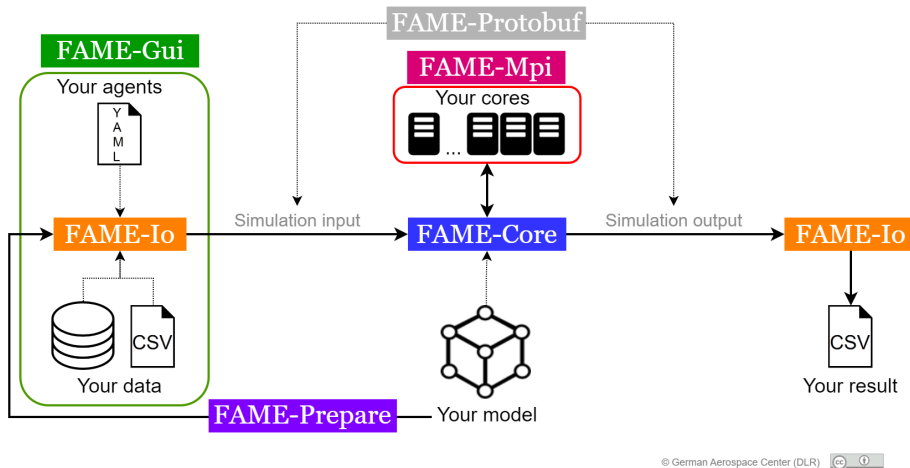 FAME-Protobuf
FAME-Gui
FAME-Mpi
Your agents
Your cores
Y
A
M
L
...
Simulation input
Simulation output
FAME-Io
FAME-Core
FAME-Io
CSV
CSV
Your data
Your model
Your result
FAME-Prepare
© German Aerospace Center (DLR)
cc